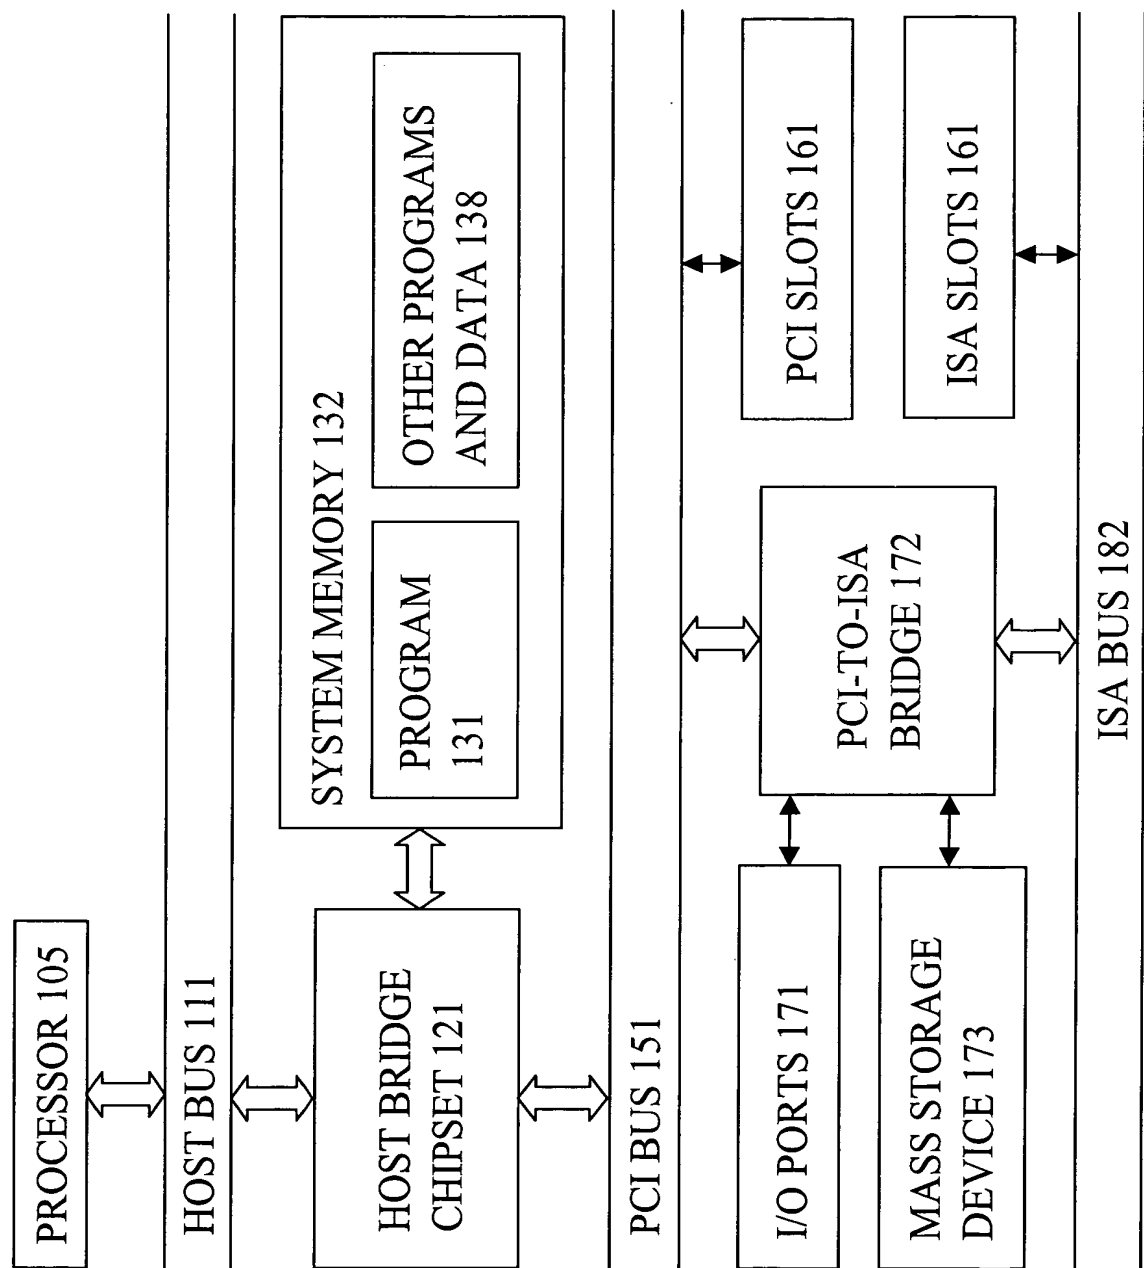 PROCESSOR 105
HOST BUS 111
HOST BRIDGE
CHIPSET 121
SYSTEM MEMORY 132
PROGRAM
131
OTHER PROGRAMS
AND DATA 138
PCI BUS 151
I/O PORTS 171
MASS STORAGE
DEVICE 173
PCI-TO-ISA
BRIDGE 172
PCI SLOTS 161
ISA SLOTS 161
ISA BUS 182